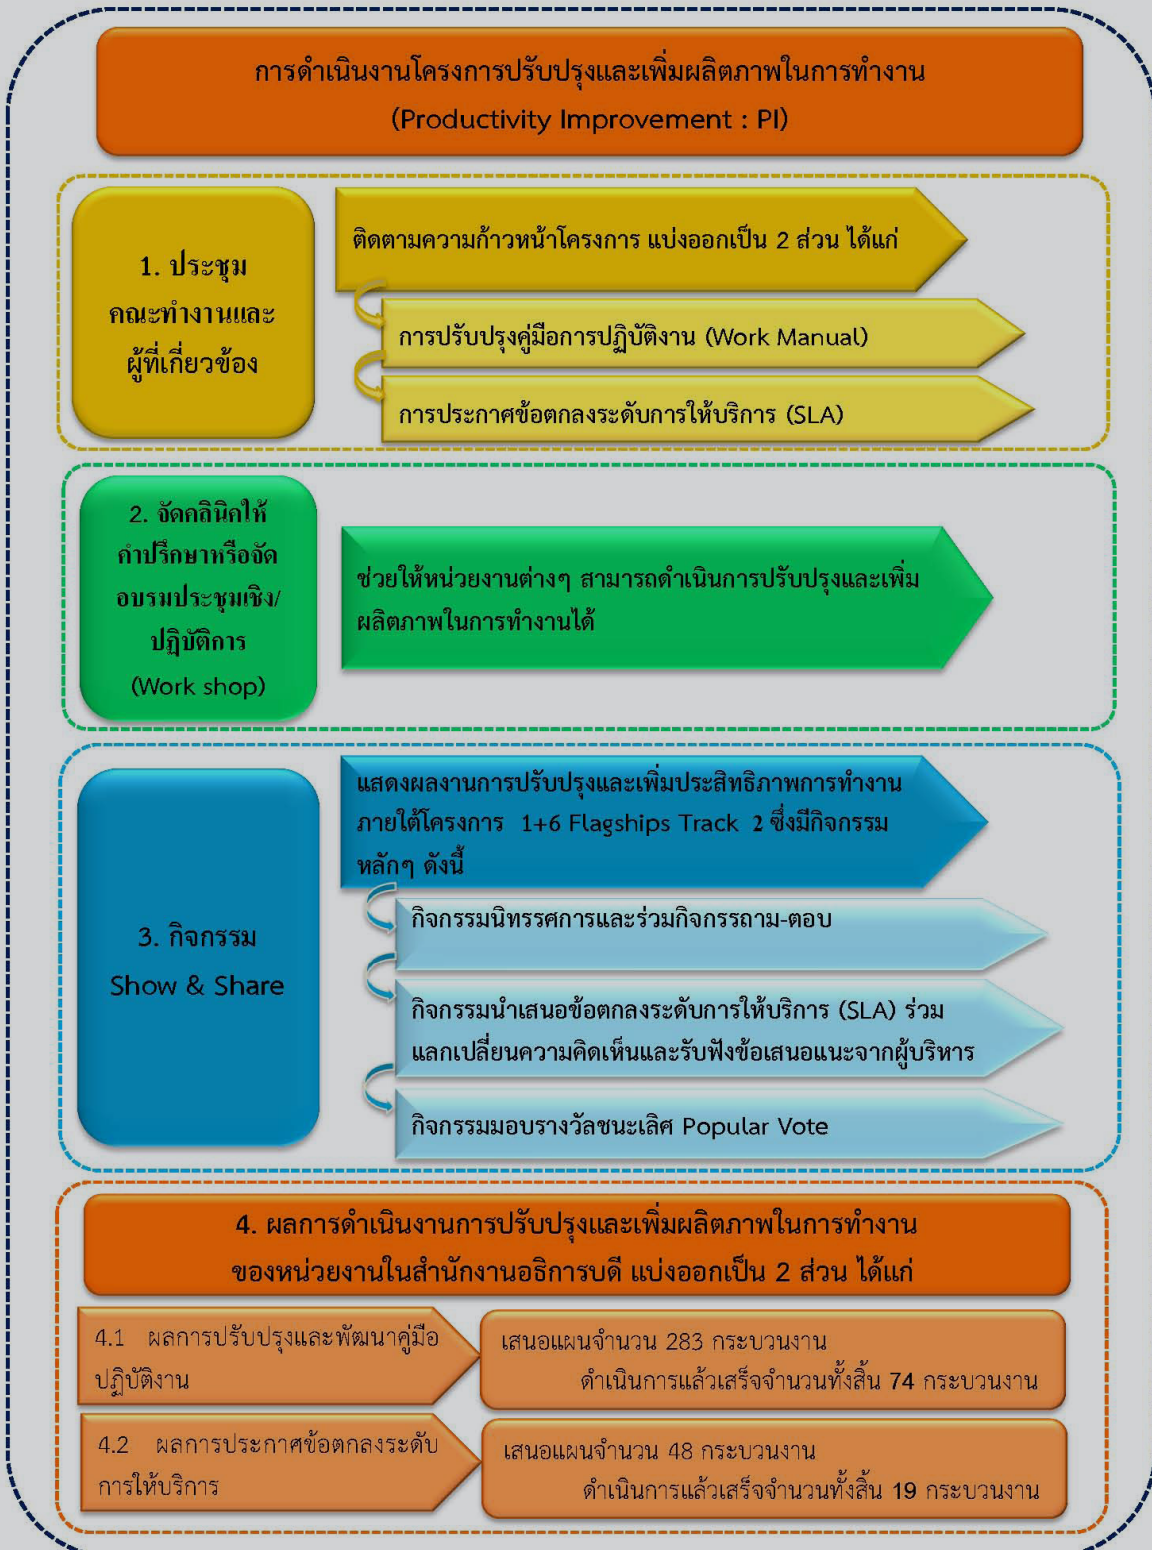 การดำเนินงานโครงการปรับปรุงและเพิ่มผลิตภาพในการทำงาน
(Productivity Improvement : PI)
1. ประชุม
คณะทำงานและ
ผู้ที่เกี่ยวข้อง
ติดตามความก้าวหน้าโครงการ แบ่งออกเป็น 2 ส่วน ได้แก่
การปรับปรุงคู่มือการปฏิบัติงาน (Work Manual)
การประกาศข้อตกลงระดับการให้บริการ (SLA)
2. จัดคลินิกให้
คำปรึกษาหรือจัด
อบรมประชุมเชิง/
ปฏิบัติการ
(Work shop)
ช่วยให้หน่วยงานต่างๆ สามารถดำเนินการปรับปรุงและเพิ่ม
ผลิตภาพในการทำงานได้
3. กิจกรรม
Show & Share
แสดงผลงานการปรับปรุงและเพิ่มประสิทธิภาพการทำงาน
ภายใต้โครงการ 1+6 Flagships Track 2 ซึ่งมีกิจกรรม
หลักๆ ดังนี้
กิจกรรมนิทรรศการและร่วมกิจกรรถาม-ตอบ
กิจกรรมนำเสนอข้อตกลงระดับการให้บริการ (SLA) ร่วม
แลกเปลี่ยนความคิดเห็นและรับฟังข้อเสนอแนะจากผู้บริหาร
กิจกรรมมอบรางวัลชนะเลิศ Popular Vote
4. ผลการดำเนินงานการปรับปรุงและเพิ่มผลิตภาพในการทำงาน
ของหน่วยงานในสำนักงานอธิการบดี แบ่งออกเป็น 2 ส่วน ได้แก่
4.1 ผลการปรับปรุงและพัฒนาคู่มือ
ปฏิบัติงาน
เสนอแผนจำนวน 283 กระบวนงาน
ดำเนินการแล้วเสร็จจำนวนทั้งสิ้น 74 กระบวนงาน
4.2 ผลการประกาศข้อตกลงระดับ
การให้บริการ
เสนอแผนจำนวน 48 กระบวนงาน
ดำเนินการแล้วเสร็จจำนวนทั้งสิ้น 19 กระบวนงาน